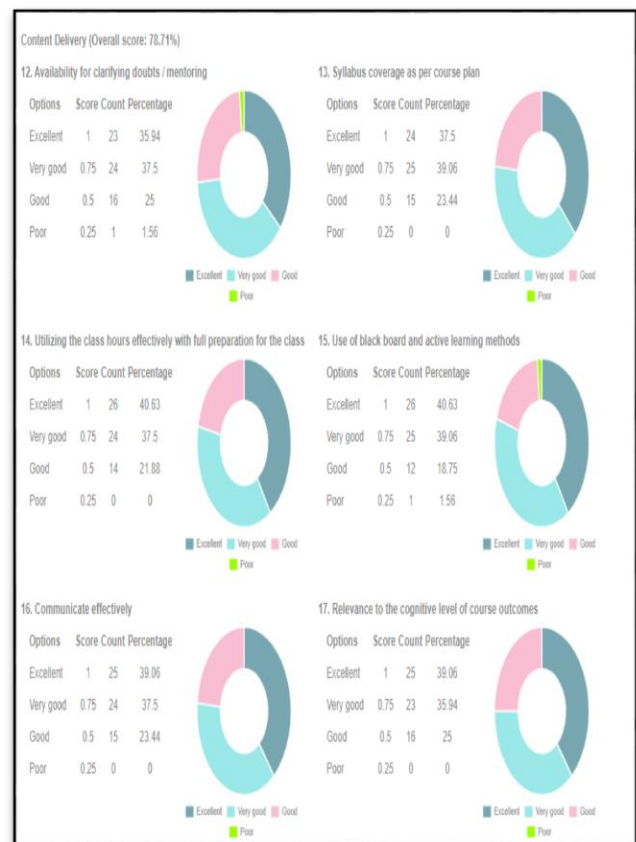 Content Delivery (Overall score: 78.71%)
12. Availability for clarifying doubts / mentoring
Options Score Count Percentage
Excellent 1 23 35.94
Very good 0.75 24 37.5
Good 0.5 16 25
Poor 0.25 1 1.56
Excellent Very good Good
Poor
13. Syllabus coverage as per course plan
Options Score Count Percentage
Excellent 1 24 37.5
Very good 0.75 25 39.06
Good 0.5 15 23.44
Poor 0.25 0 0
Excellent Very good Good
Poor
14. Utilizing the class hours effectively with full preparation for the class
Options Score Count Percentage
Excellent 1 26 40.63
Very good 0.75 24 37.5
Good 0.5 14 21.88
Poor 0.25 0 0
Excellent Very good Good
Poor
15. Use of black board and active learning methods
Options Score Count Percentage
Excellent 1 26 40.63
Very good 0.75 25 39.06
Good 0.5 12 18.75
Poor 0.25 1 1.56
Excellent Very good Good
Poor
16. Communicate effectively
Options Score Count Percentage
Excellent 1 25 39.06
Very good 0.75 24 37.5
Good 0.5 15 23.44
Poor 0.25 0 0
Excellent Very good Good
Poor
17. Relevance to the cognitive level of course outcomes
Options Score Count Percentage
Excellent 1 25 39.06
Very good 0.75 23 35.94
Good 0.5 16 25
Poor 0.25 0 0
Excellent Very good Good
Poor